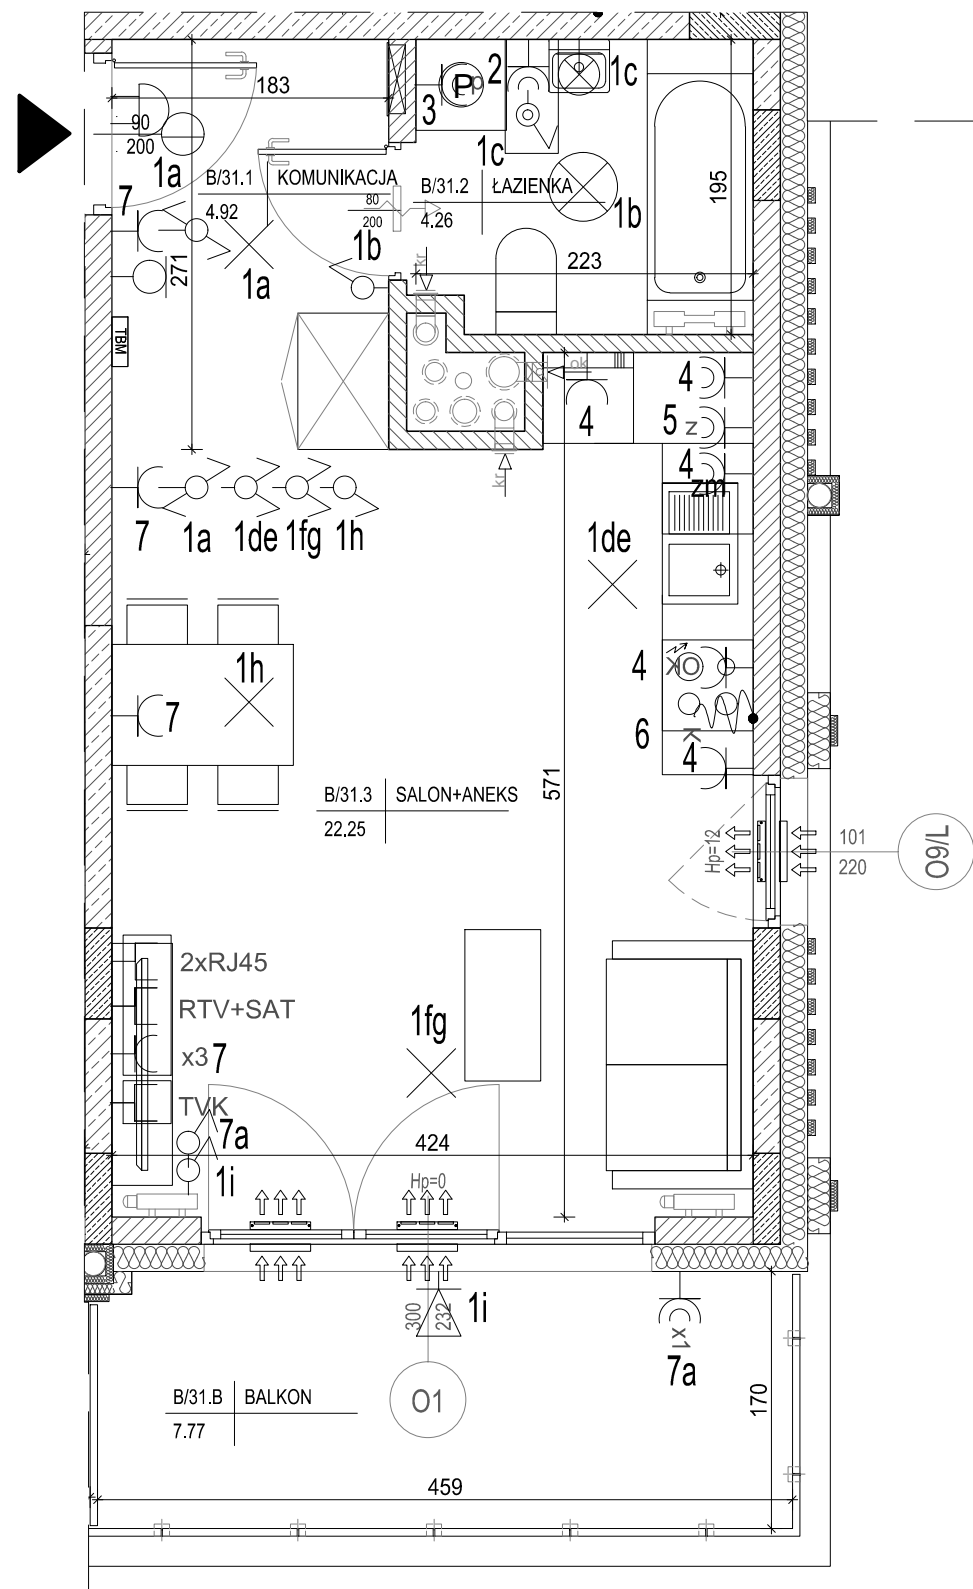 183
90
200
1a
7
B/31.1 KOMUNIKACJA
4.92
80
200
1a
1b
271
TBM
P
3
2
1c
1c
B/31.2 ŁAZIENKA
4.26
1b
195
223
kr
ok
kr
4
4
5 z
4
zm
7 1a 1de 1fg 1h
1de
1h
7
4
6
K
4
B/31.3 SALON+ANEKS
22.25
571
Hp=12
101
220
O9/L
2xRJ45
RTV+SAT
x3 7
TVK
1fg
7a
1i
424
Hp=0
300
232
1i
x1
7a
O1
B/31.B BALKON
7.77
170
459